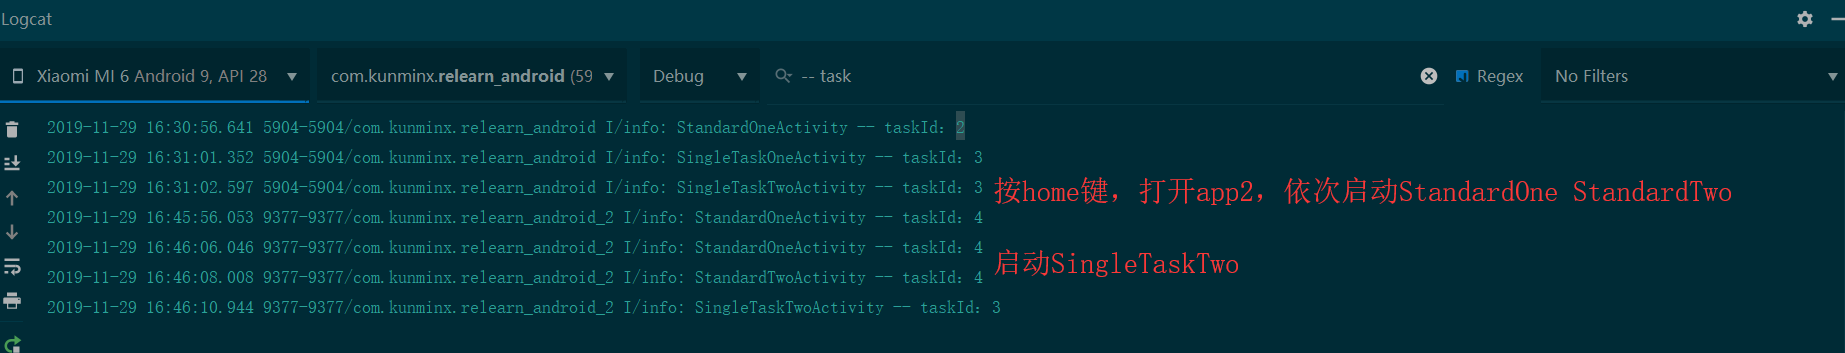 Logcat
Xiaomi MI 6 Android 9, API 28
com.kunminx.relearn_android (59
Debug
-- task
Regex
No Filters
2019-11-29 16:30:56.641 5904-5904/com.kunminx.relearn_android I/info: StandardOneActivity -- taskId：2
2019-11-29 16:31:01.352 5904-5904/com.kunminx.relearn_android I/info: SingleTaskOneActivity -- taskId：3
2019-11-29 16:31:02.597 5904-5904/com.kunminx.relearn_android I/info: SingleTaskTwoActivity -- taskId：3
按home键，打开app2，依次启动StandardOne StandardTwo
2019-11-29 16:45:56.053 9377-9377/com.kunminx.relearn_android_2 I/info: StandardOneActivity -- taskId：4
2019-11-29 16:46:06.046 9377-9377/com.kunminx.relearn_android_2 I/info: StandardOneActivity -- taskId：4
启动SingleTaskTwo
2019-11-29 16:46:08.008 9377-9377/com.kunminx.relearn_android_2 I/info: StandardTwoActivity -- taskId：4
2019-11-29 16:46:10.944 9377-9377/com.kunminx.relearn_android_2 I/info: SingleTaskTwoActivity -- taskId：3